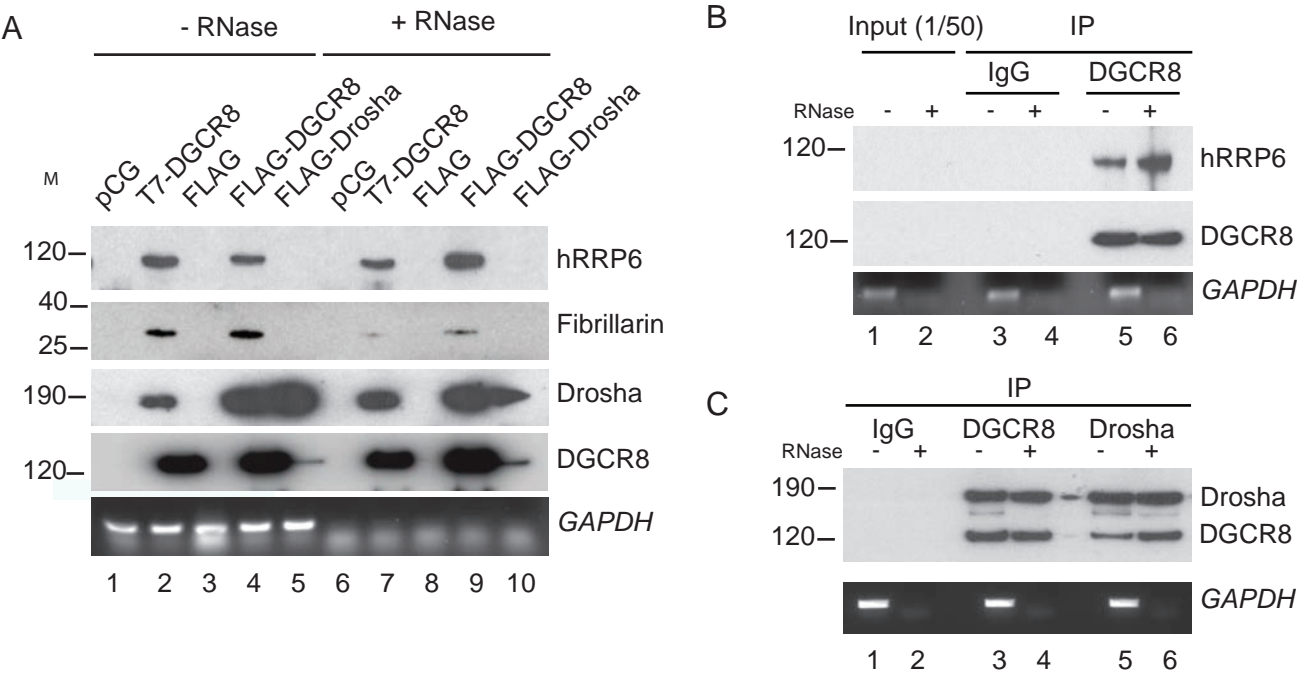 A
- RNase
+ RNase
M
pCG
T7-DGCR8
FLAG
FLAG-DGCR8
FLAG-Drosha
pCG
T7-DGCR8
FLAG
FLAG-DGCR8
FLAG-Drosha
120
hRRP6
40
25
Fibrillarin
190
Drosha
120
DGCR8
GAPDH
1 2 3 4 5 6 7 8 9 10
B
Input (1/50) IP
IgG DGCR8
RNase - + - + - +
120
hRRP6
120
DGCR8
GAPDH
1 2 3 4 5 6
C
IP
IgG DGCR8 Drosha
RNase - + - + - +
190
Drosha
120
DGCR8
GAPDH
1 2 3 4 5 6